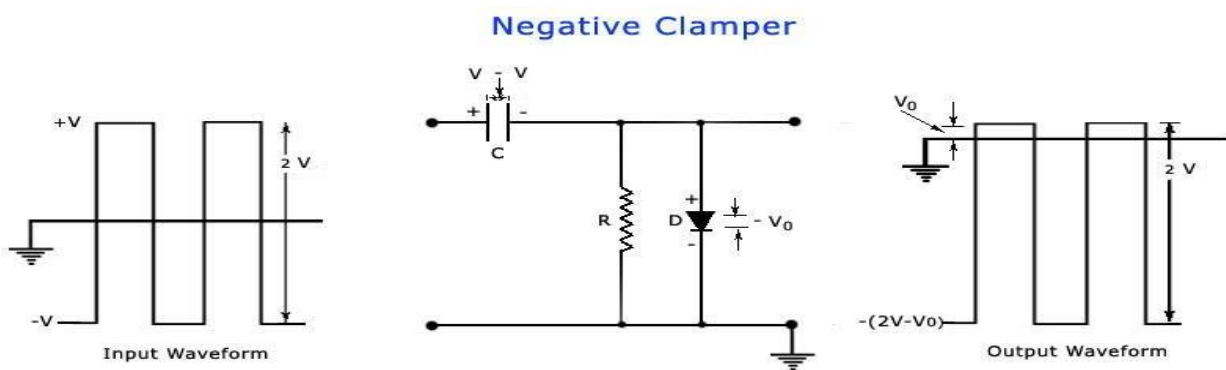 Negative Clamper
V - V
+ -
C
+V
2 V
-V
Input Waveform
R
+
D
-
- V₀
V₀
2 V
-(2V-V₀)
Output Waveform